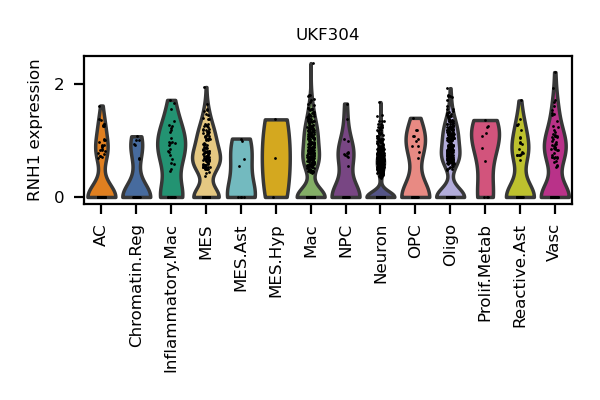 UKF304
RNH1 expression
2
0
AC
Chromatin.Reg
Inflammatory.Mac
MES
MES.Ast
MES.Hyp
Mac
NPC
Neuron
OPC
Oligo
Prolif.Metab
Reactive.Ast
Vasc